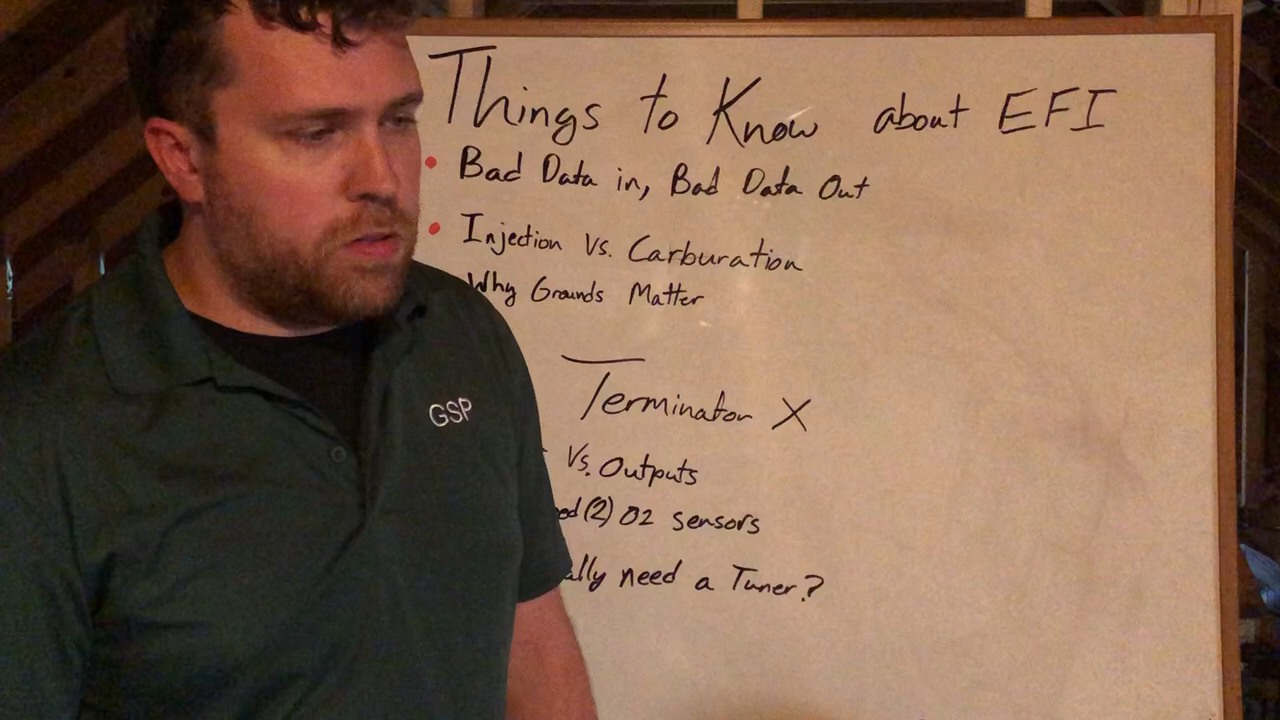 Things to Know about EFI
Bad Data in, Bad Data Out
Injection Vs. Carburation
Why Grounds Matter
Terminator X
Vs. Outputs
(2) O2 sensors
need a Tuner?
GSP